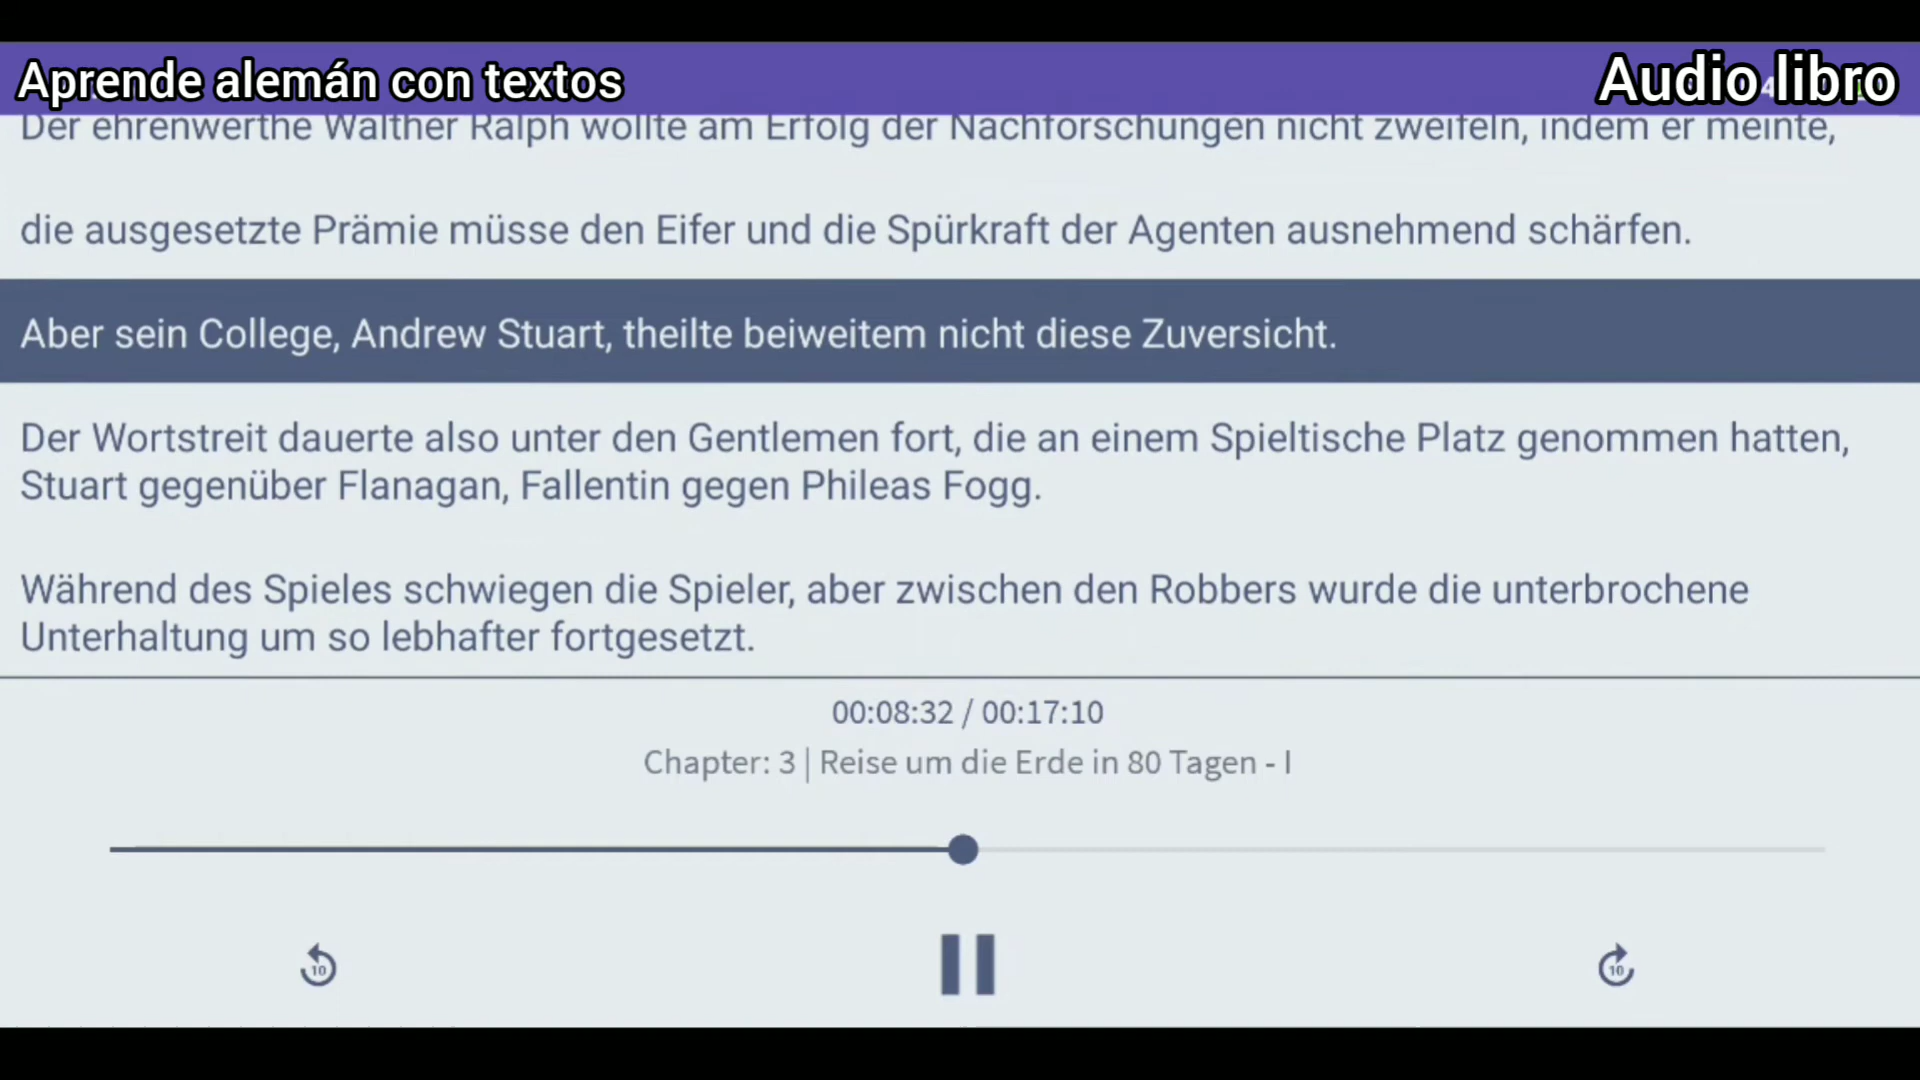 Aprende alemán con textos
Audio libro
Der ehrenwerthe Walther Ralph wollte am Erfolg der Nachforschungen nicht zweifeln, indem er meinte,
die ausgesetzte Prämie müsse den Eifer und die Spürkraft der Agenten ausnehmend schärfen.
Aber sein College, Andrew Stuart, theilte beiweitem nicht diese Zuversicht.
Der Wortstreit dauerte also unter den Gentlemen fort, die an einem Spieltische Platz genommen hatten,
Stuart gegenüber Flanagan, Fallentin gegen Phileas Fogg.
Während des Spieles schwiegen die Spieler, aber zwischen den Robbers wurde die unterbrochene
Unterhaltung um so lebhafter fortgesetzt.
00:08:32 / 00:17:10
Chapter: 3 | Reise um die Erde in 80 Tagen - I
10
10